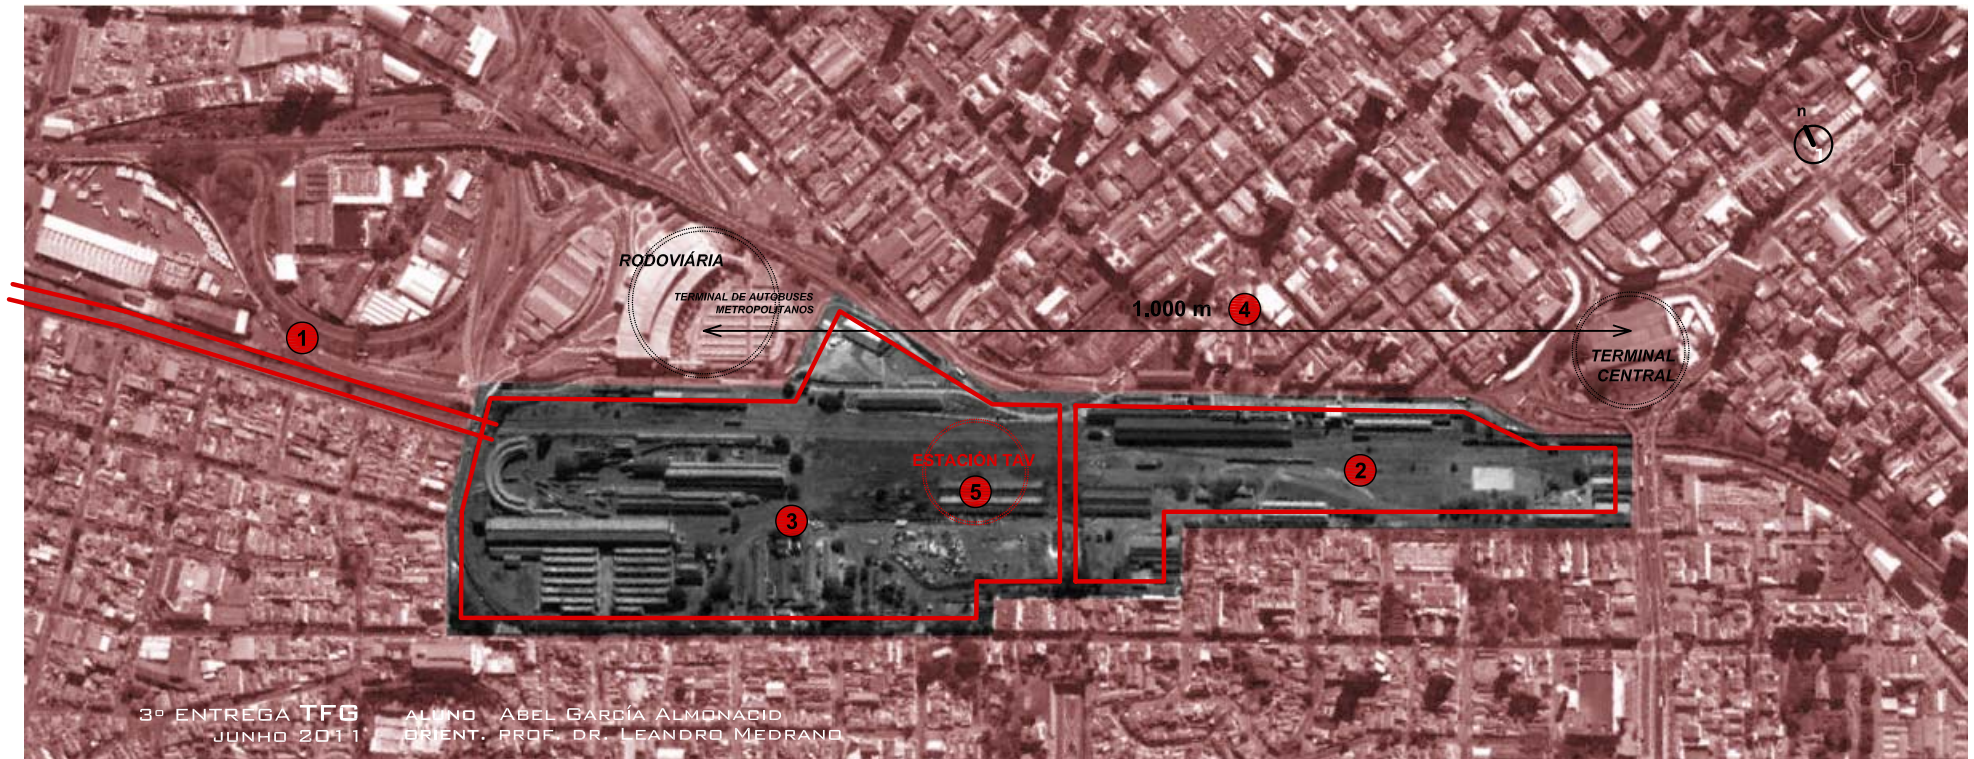 n
RODOVIÁRIA
TERMINAL DE AUTOBUSES
METROPOLITANOS
1.000 m
4
1
TERMINAL
CENTRAL
ESTACIÓN TAV
5
2
3
3º ENTREGA TFG
JUNHO 2011
ALUNO ABEL GARCÍA ALMONACID
ORIENT. PROF. DR. LEANDRO MEDRANO